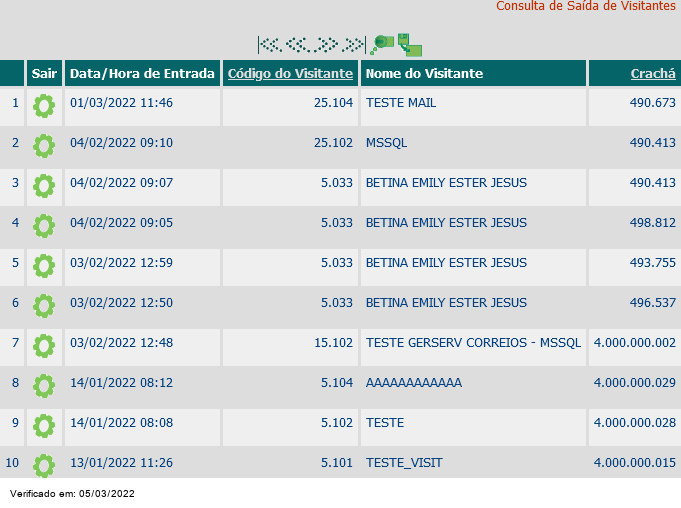 Consulta de Saída de Visitantes
Sair Data/Hora de Entrada Código do Visitante Nome do Visitante Crachá
1 01/03/2022 11:46 25.104 TESTE MAIL 490.673
2 04/02/2022 09:10 25.102 MSSQL 490.413
3 04/02/2022 09:07 5.033 BETINA EMILY ESTER JESUS 490.413
4 04/02/2022 09:05 5.033 BETINA EMILY ESTER JESUS 498.812
5 03/02/2022 12:59 5.033 BETINA EMILY ESTER JESUS 493.755
6 03/02/2022 12:50 5.033 BETINA EMILY ESTER JESUS 496.537
7 03/02/2022 12:48 15.102 TESTE GERSERV CORREIOS - MSSQL 4.000.000.002
8 14/01/2022 08:12 5.104 AAAAAAAAAAAA 4.000.000.029
9 14/01/2022 08:08 5.102 TESTE 4.000.000.028
10 13/01/2022 11:26 5.101 TESTE_VISIT 4.000.000.015
Verificado em: 05/03/2022